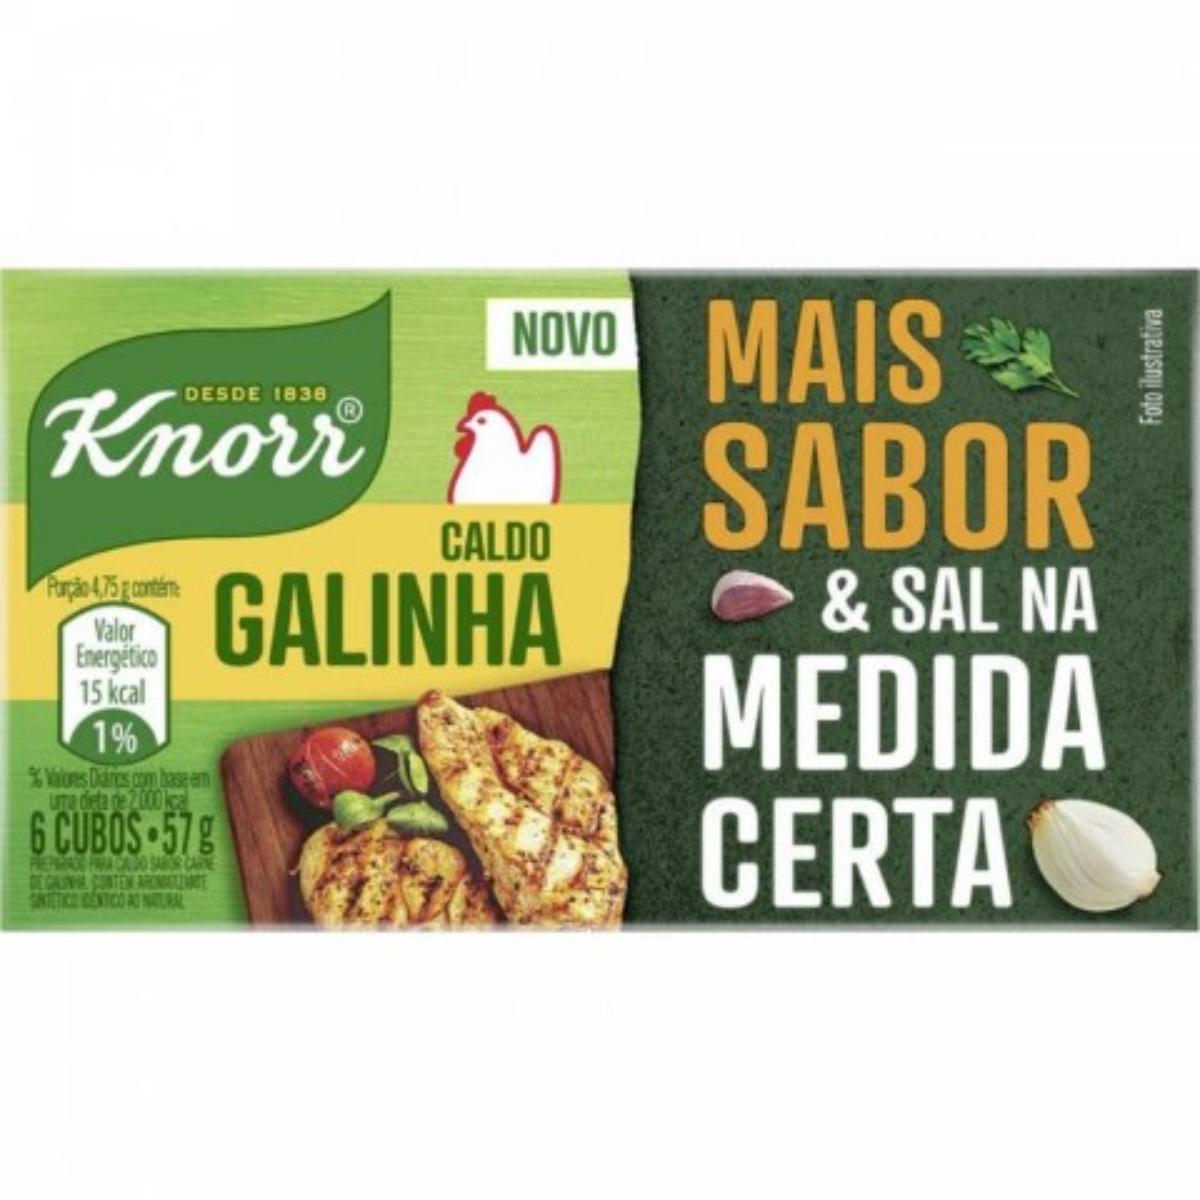 DESDE 1838
Knorr®
NOVO
CALDO
GALINHA
Porção 4,75 g contém:
Valor
Energético
15 kcal
1%
% Valores Diários com base em
uma dieta de 2.000 kcal
6 CUBOS • 57 g
PREPARADO PARA CALDO SABOR CARNE
DE GALINHA. CONTÉM AROMATIZANTE
SINTÉTICO IDÊNTICO AO NATURAL
MAIS
SABOR
& SAL NA
MEDIDA
CERTA
Foto ilustrativa